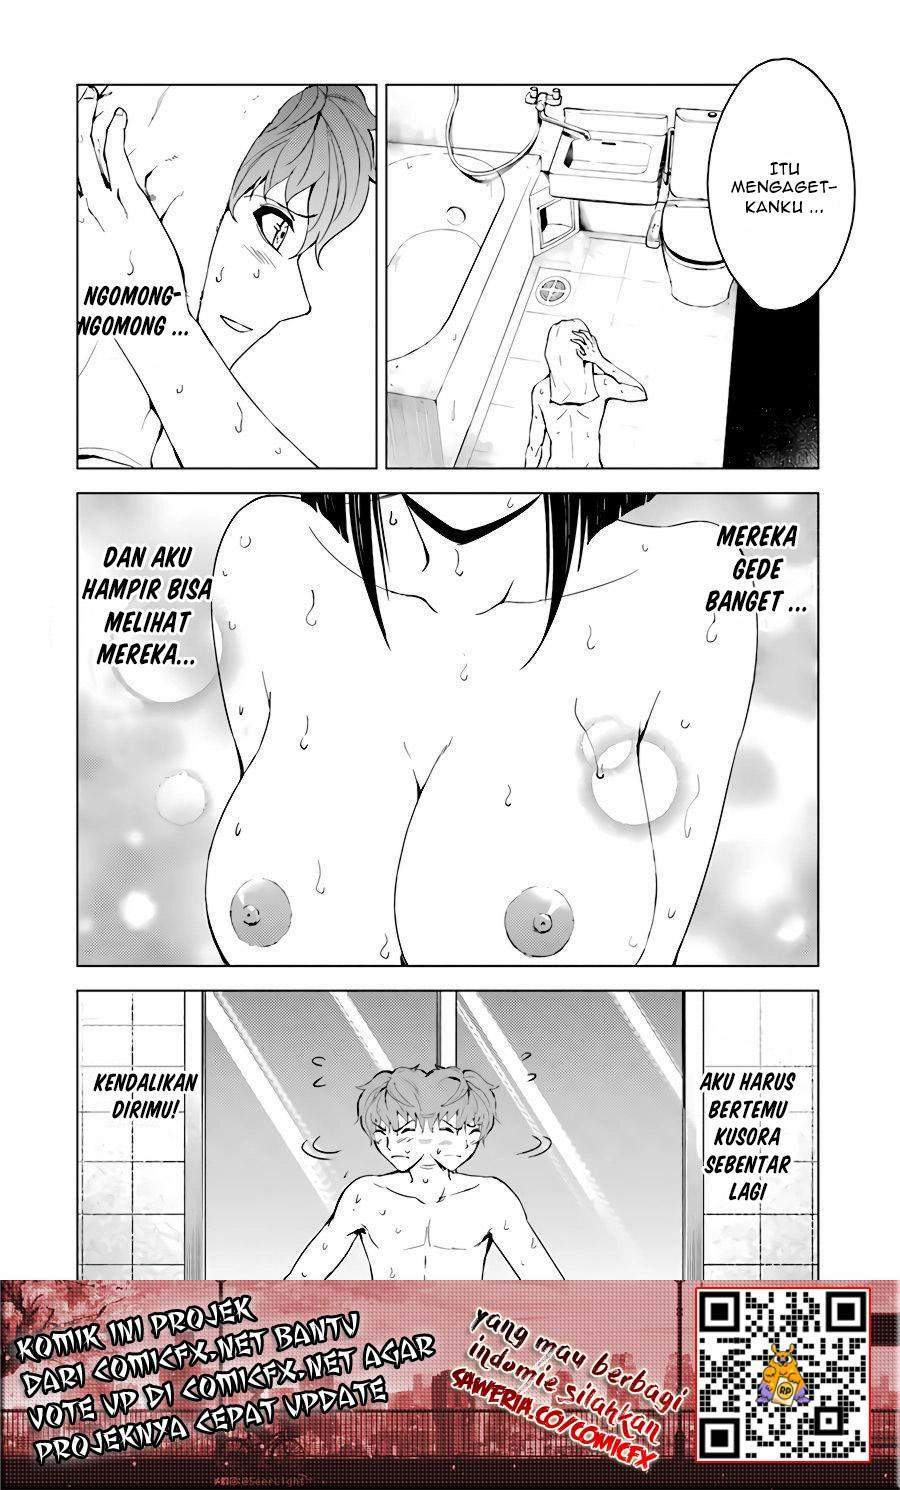 ITU
MENGAGET-
KANKU ...
NGOMONG-
NGOMONG ...
MEREKA
GEDE
BANGET ...
DAN AKU
HAMPIR BISA
MELIHAT
MEREKA...
AKU HARUS
BERTEMU
KUSORA
SEBENTAR
LAGI
KENDALIKAN
DIRIMU!
KOMIK INI PROJEK
DARI COMICFX.NET BANTU
VOTE UP DI COMICFX.NET AGAR
PROJEKNYA CEPAT UPDATE
yang mau berbagi
indomie silahkan
SAWERIA.CO/COMICFX
RP